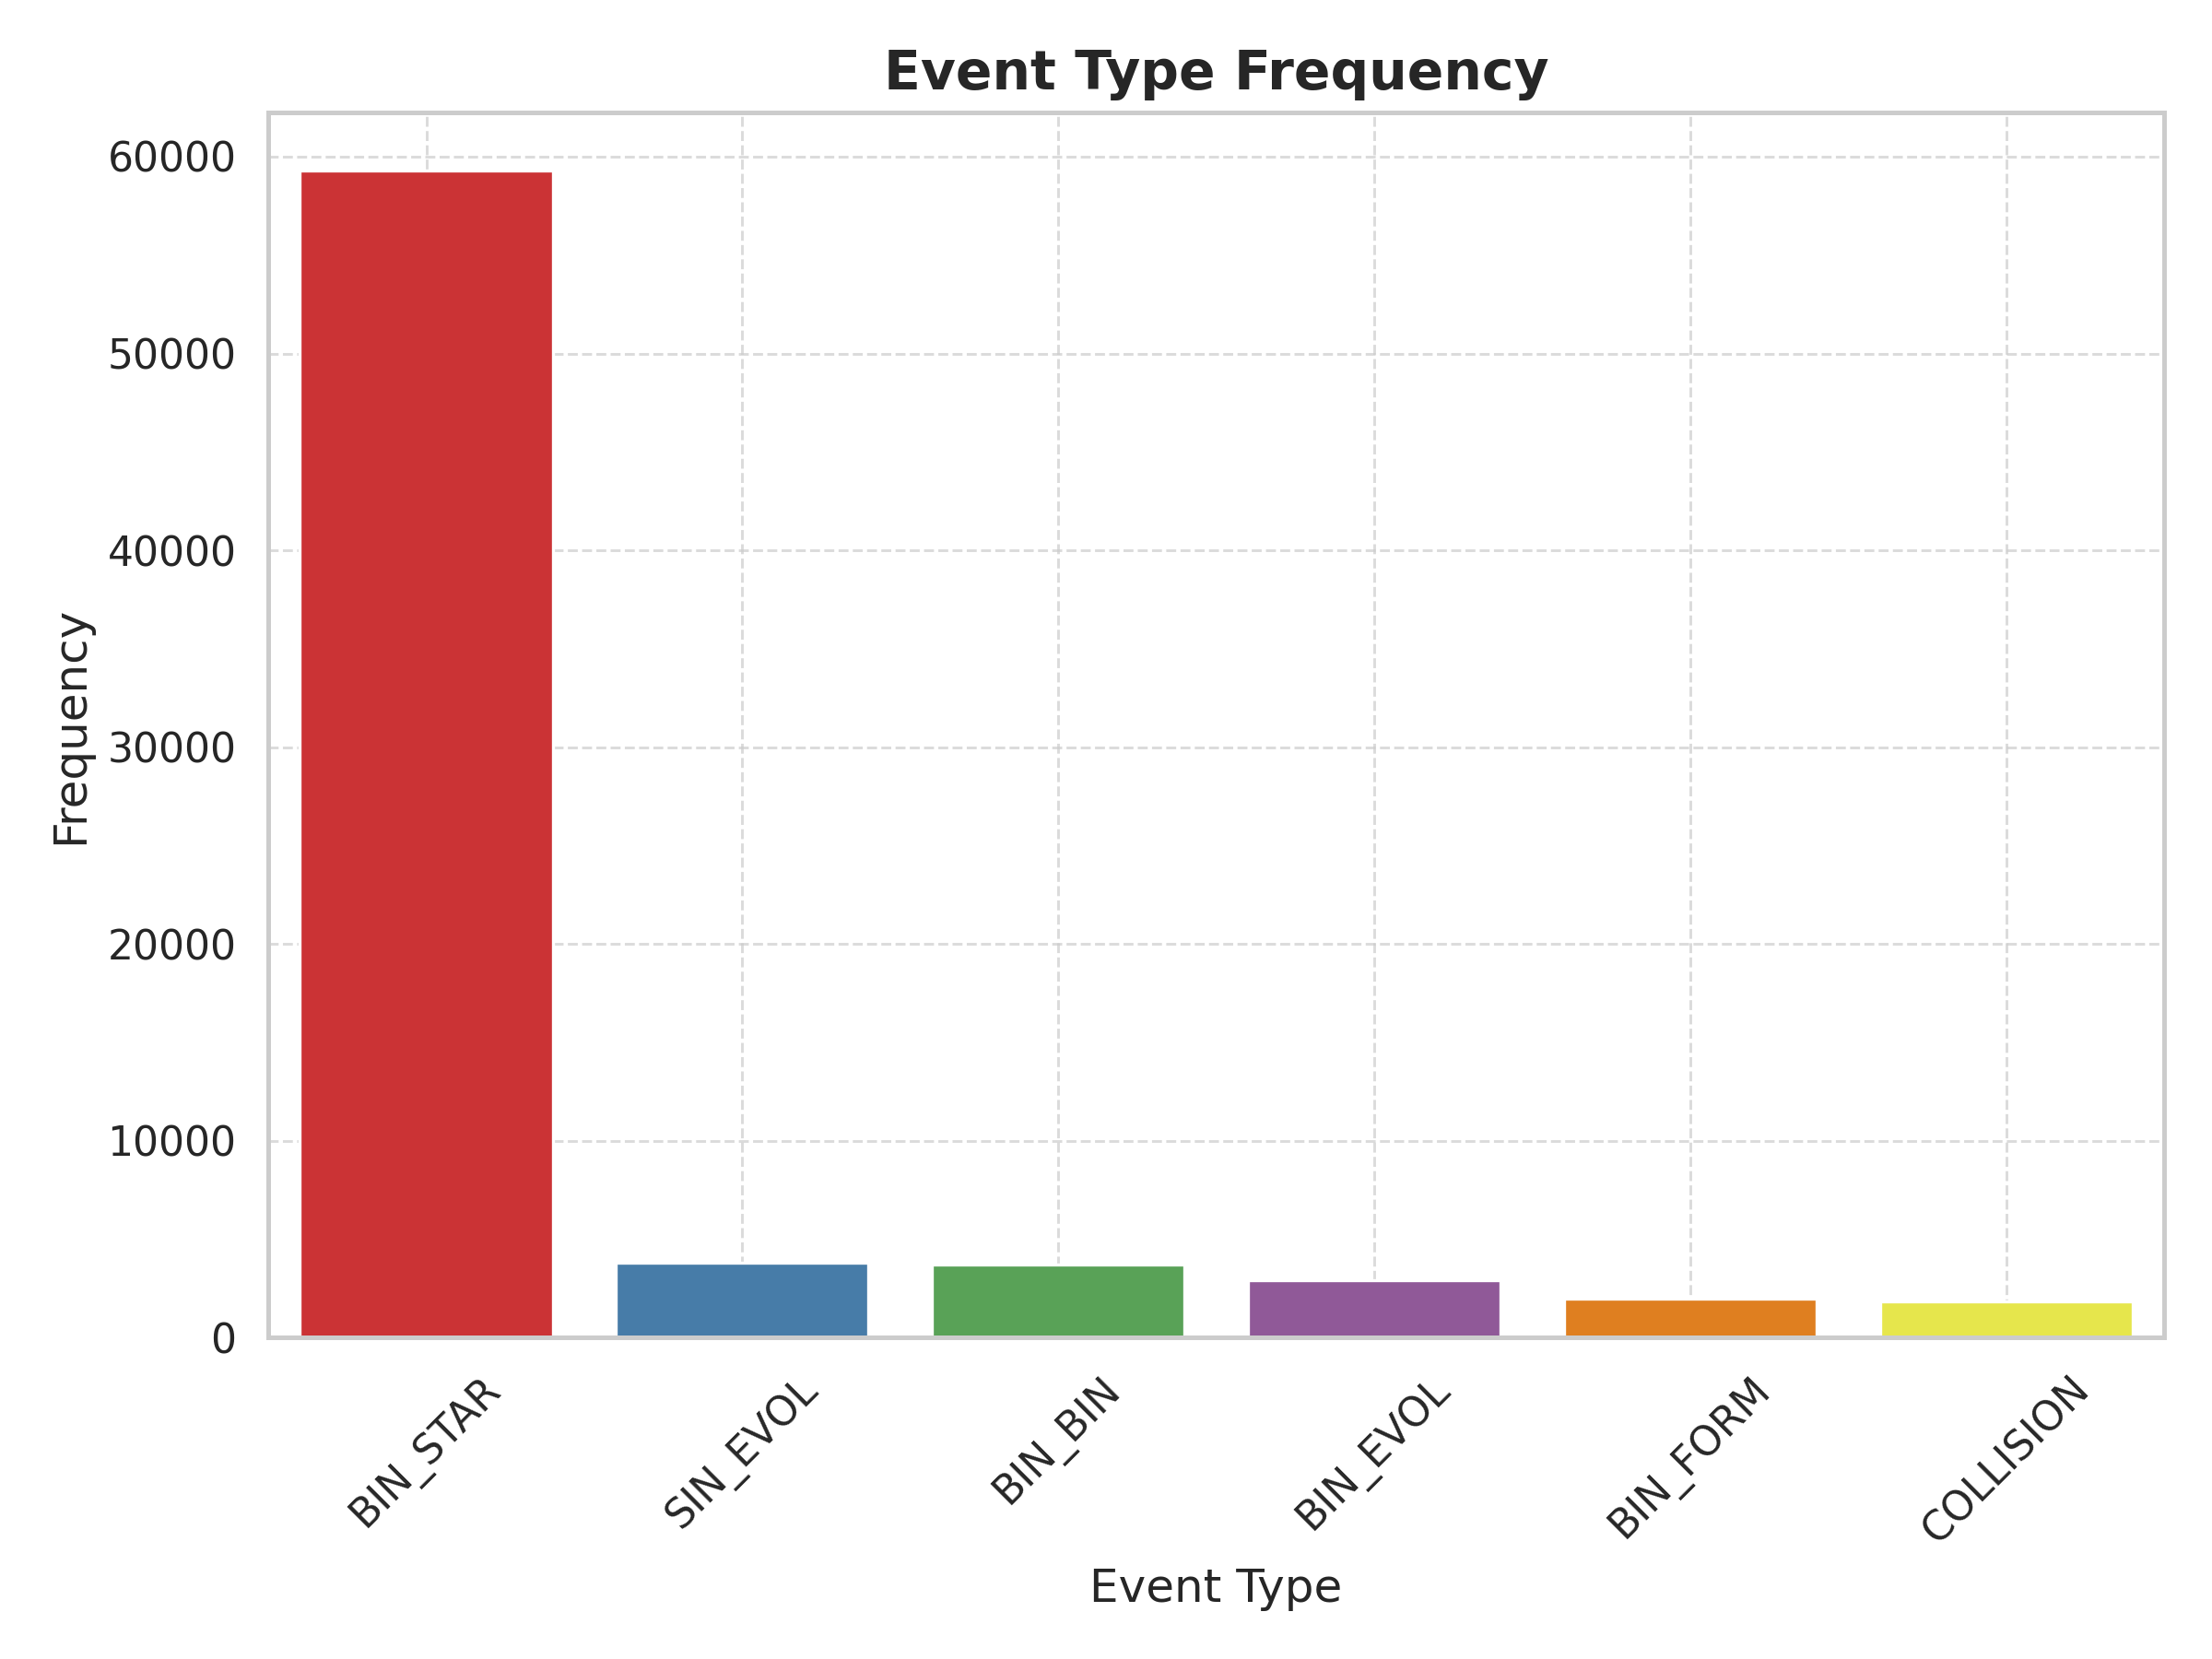 Event Type Frequency
Frequency
60000
50000
40000
30000
20000
10000
0
BIN_STAR
SIN_EVOL
BIN_BIN
BIN_EVOL
BIN_FORM
COLLISION
Event Type